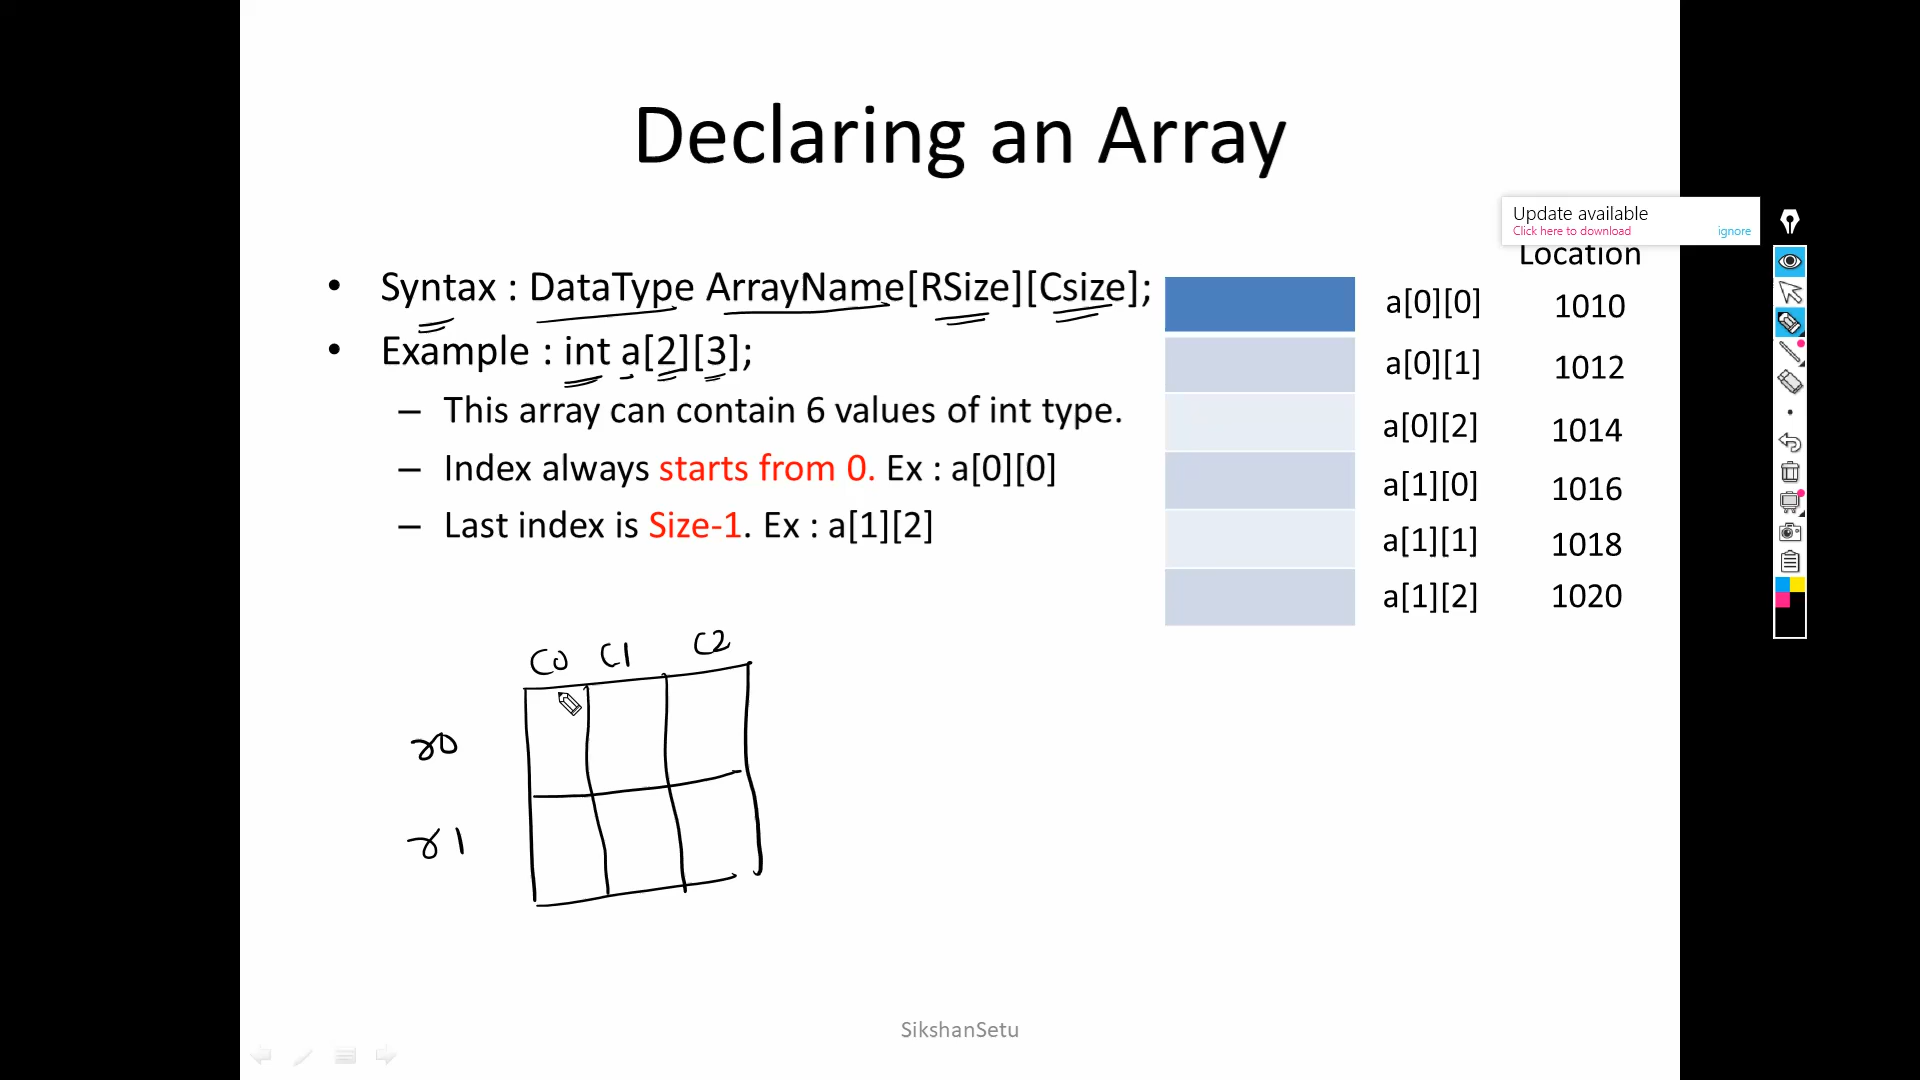 Declaring an Array
Update available
Click here to download ignore
Location
• Syntax : DataType ArrayName[RSize][Csize];
• Example : int a[2][3];
– This array can contain 6 values of int type.
– Index always starts from 0. Ex : a[0][0]
– Last index is Size-1. Ex : a[1][2]
a[0][0] 1010
a[0][1] 1012
a[0][2] 1014
a[1][0] 1016
a[1][1] 1018
a[1][2] 1020
C0 C1 C2
r0
r1
SikshanSetu